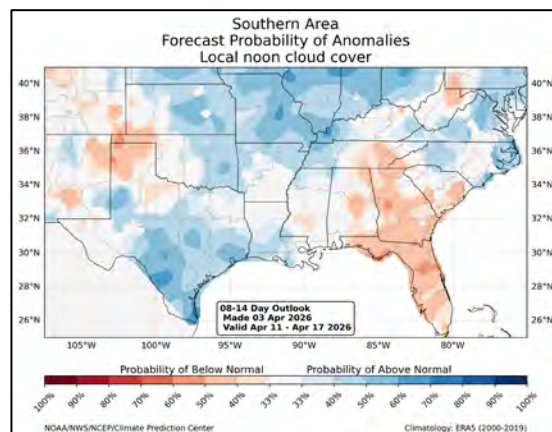 Southern Area
Forecast Probability of Anomalies
Local noon cloud cover
40°N
40°N
38°N
38°N
36°N
36°N
34°N
34°N
32°N
32°N
30°N
30°N
28°N
28°N
26°N
26°N
08-14 Day Outlook
Made 03 Apr 2026
Valid Apr 11 - Apr 17 2026
105°W
100°W
95°W
90°W
85°W
80°W
Probability of Below Normal
Probability of Above Normal
100%
90%
80%
70%
60%
50%
40%
33%
33%
40%
50%
60%
70%
80%
90%
100%
NOAA/NWS/NCEP/Climate Prediction Center
Climatology: ERA5 (2000-2019)